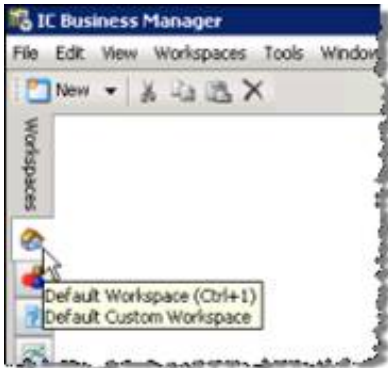 IC Business Manager
File Edit View Workspaces Tools Window
New
Workspaces
Default Workspace (Ctrl+1)
Default Custom Workspace